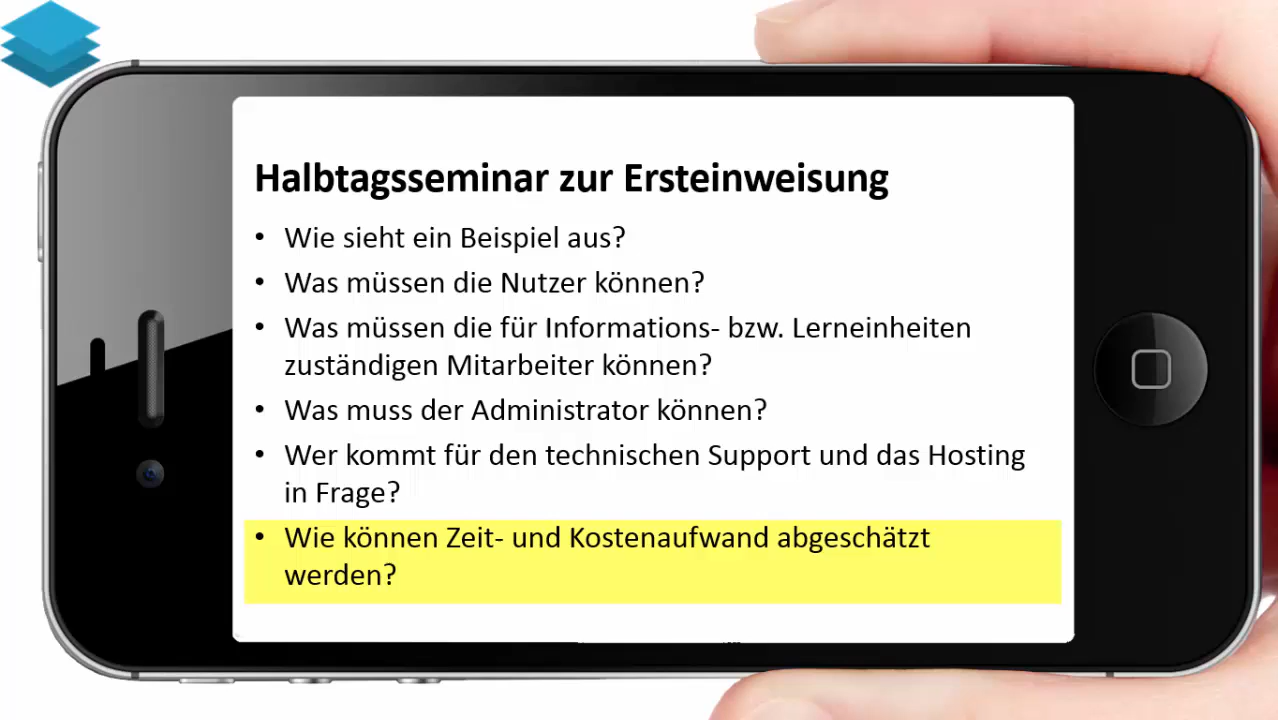 Halbtagsseminar zur Ersteinweisung
• Wie sieht ein Beispiel aus?
• Was müssen die Nutzer können?
• Was müssen die für Informations- bzw. Lerneinheiten
zuständigen Mitarbeiter können?
• Was muss der Administrator können?
• Wer kommt für den technischen Support und das Hosting
in Frage?
• Wie können Zeit- und Kostenaufwand abgeschätzt
werden?